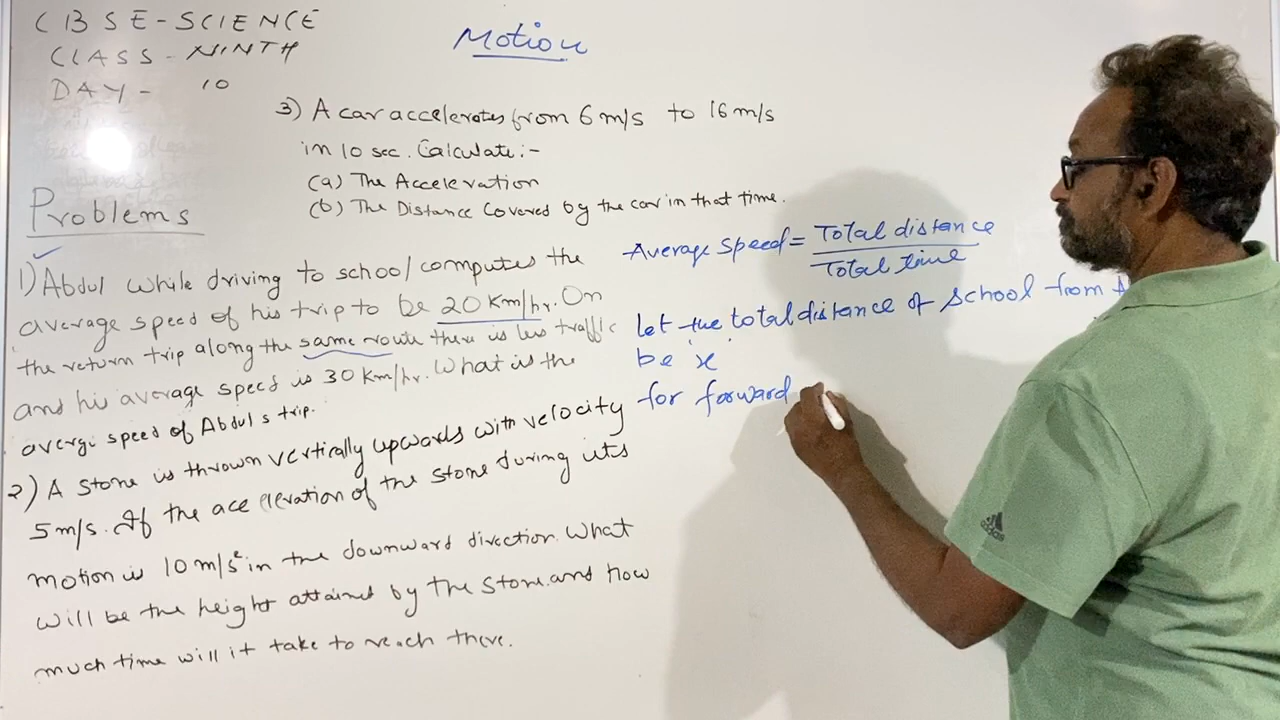 CBSE-SCIENCE
CLASS-NINTH
DAY- 10
Motion
3) A car accelerates from 6m/s to 16m/s
in 10 sec. Calculate:-
(a) The Acceleration
(b) The Distance Covered by the car in that time.
Problems
1) Abdul while driving to school computes the
average speed of his trip to be 20 Km/hr. On
the return trip along the same route there is less traffic
and his average speed is 30 Km/hr. What is the
avergi speed of Abdul s trip.
2) A stone is thrown vertically upwards with velocity
5m/s. If the acceleration of the stone during its
motion is 10 m/s² in the downward direction. What
will be the height attained by the stone and how
much time will it take to reach there.
Average speed = Total distance
Total time
let the total distance of school from
be x
for forward
adidas